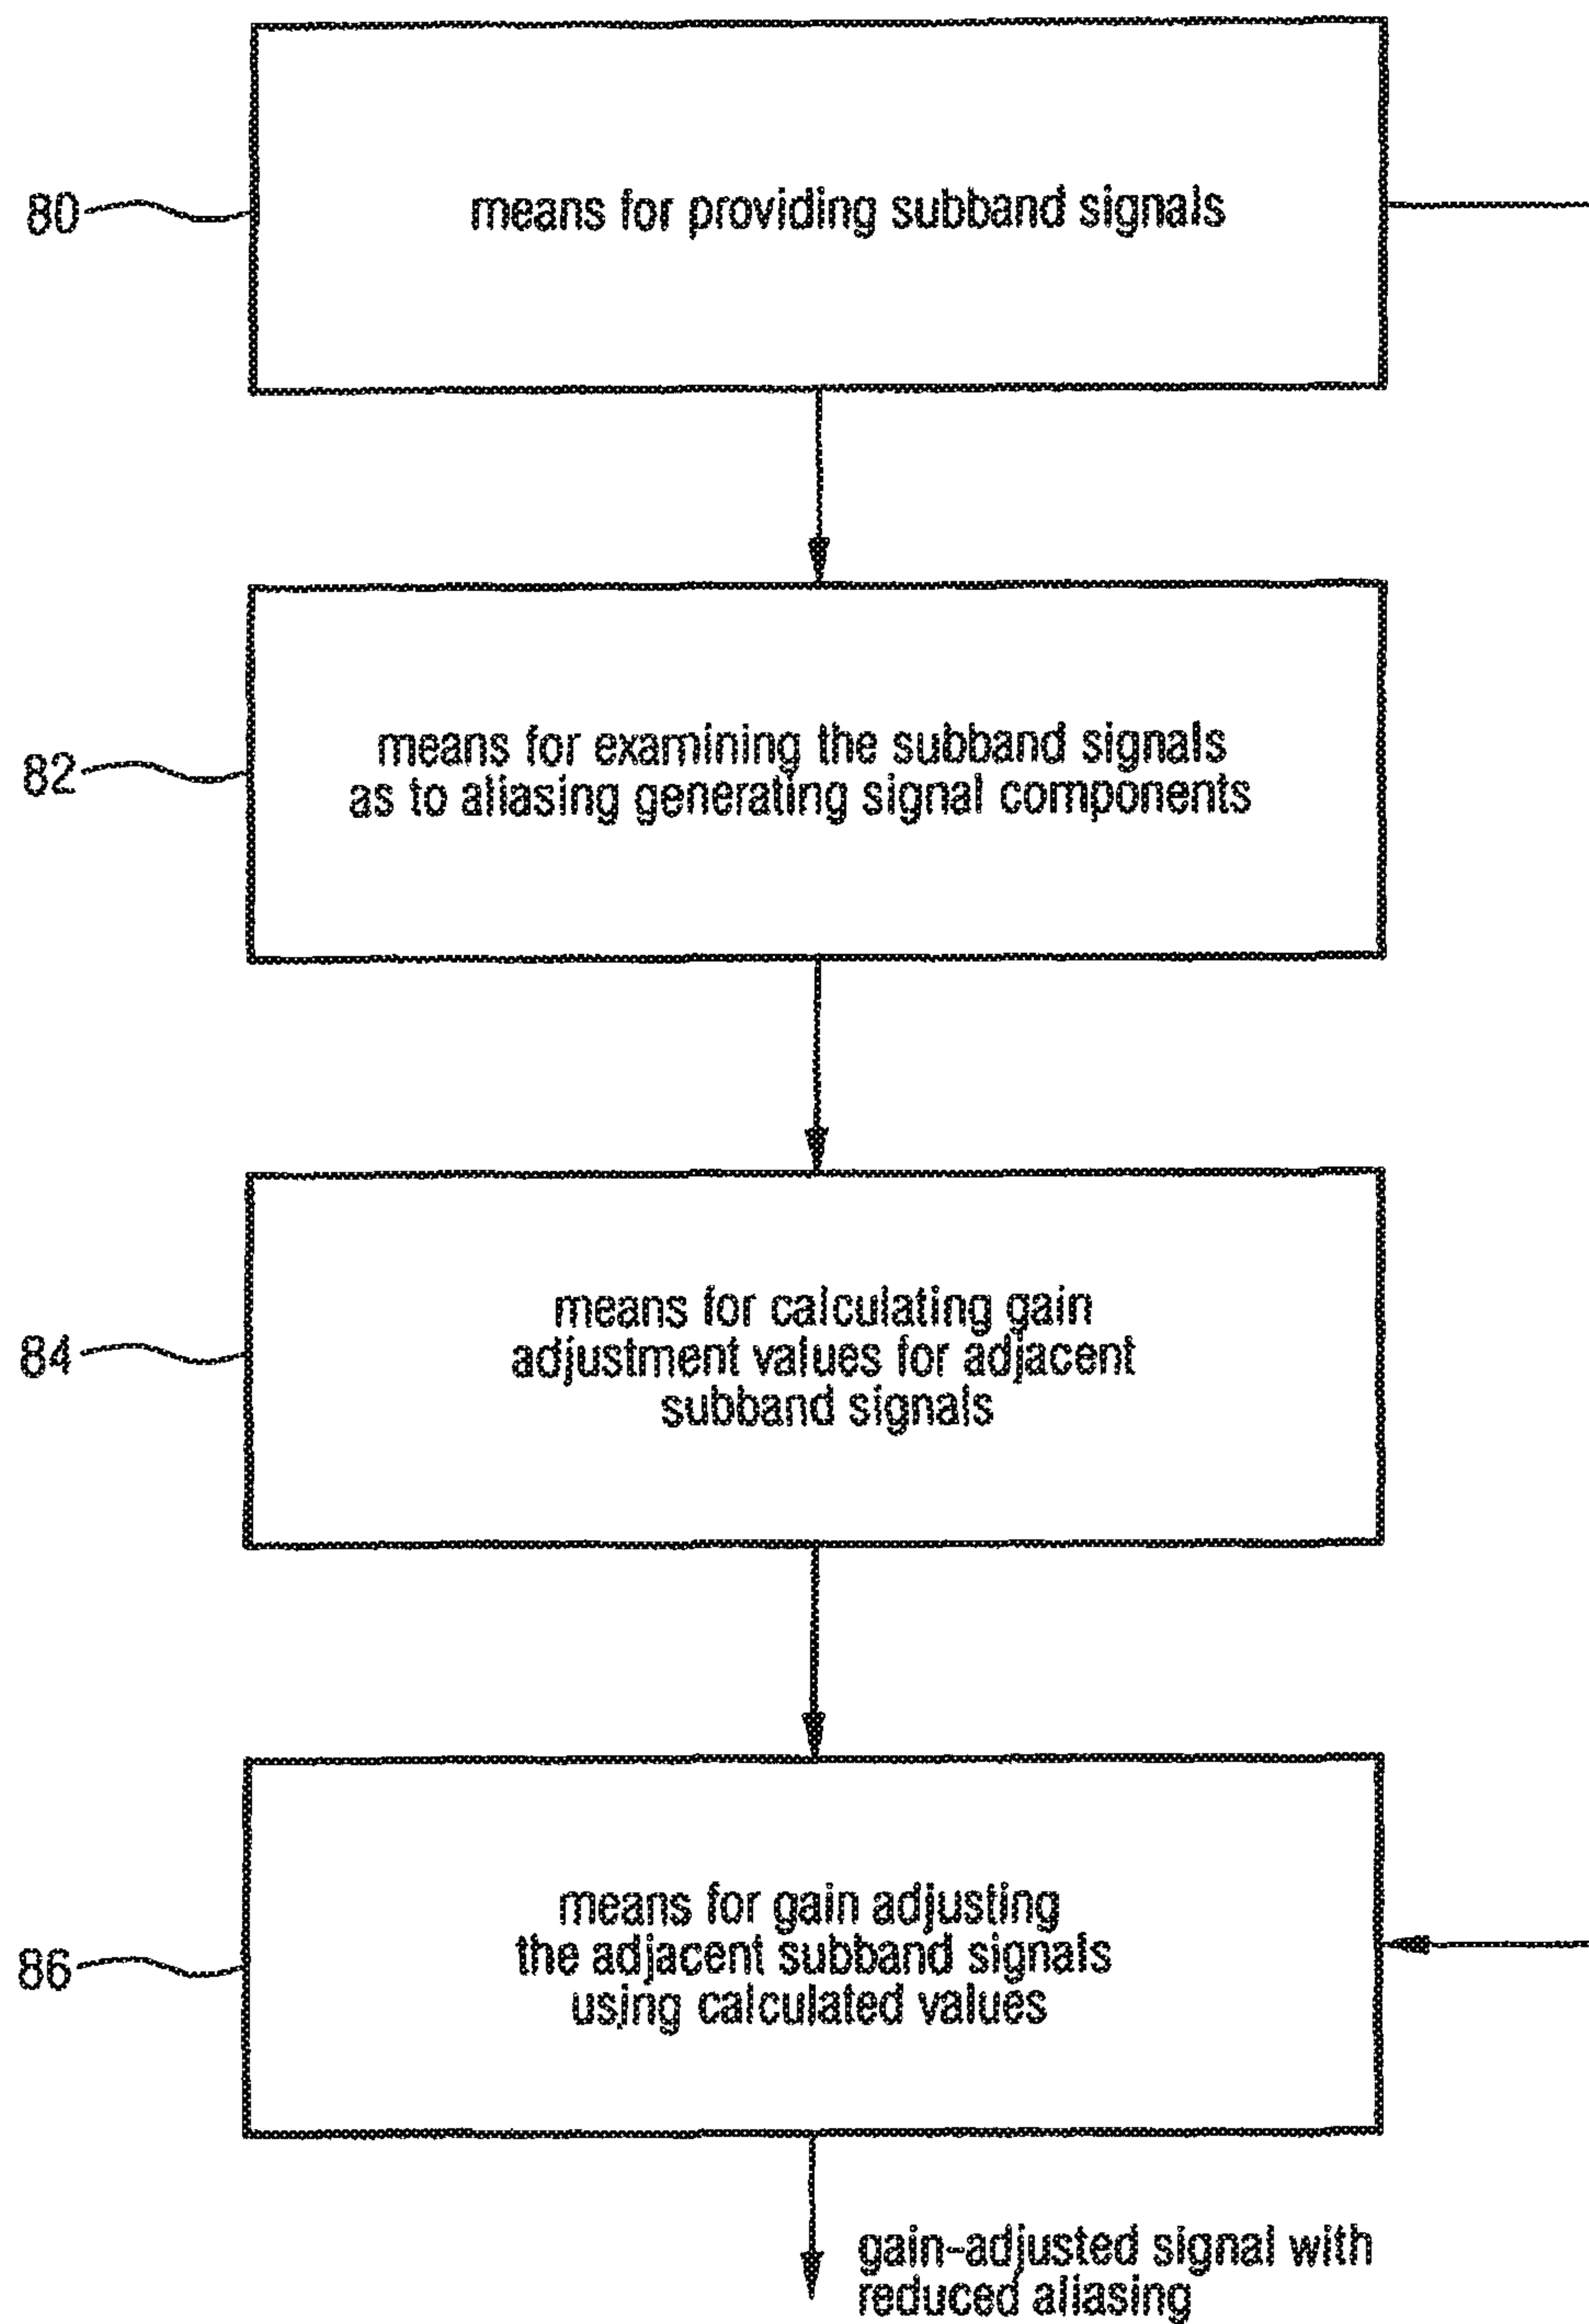 80
means for providing subband signals
82
means for examining the subband signals
as to aliasing generating signal components
84
means for calculating gain
adjustment values for adjacent
subband signals
86
means for gain adjusting
the adjacent subband signals
using calculated values
gain-adjusted signal with
reduced aliasing